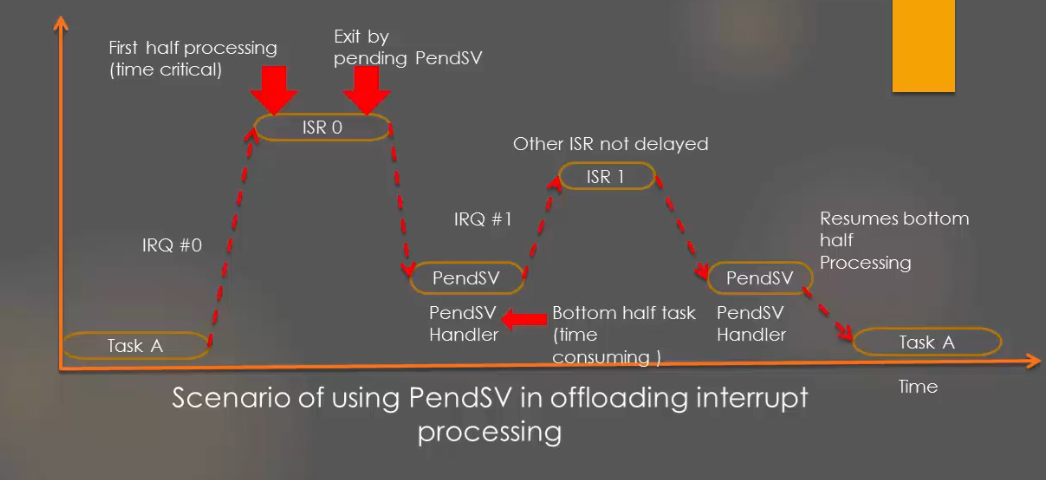 First half processing
(time critical)
Exit by
pending PendSV
ISR 0
Other ISR not delayed
ISR 1
IRQ #0
IRQ #1
Resumes bottom
half
Processing
PendSV
PendSV
PendSV
Handler
Bottom half task
(time
consuming )
PendSV
Handler
Task A
Task A
Time
Scenario of using PendSV in offloading interrupt
processing